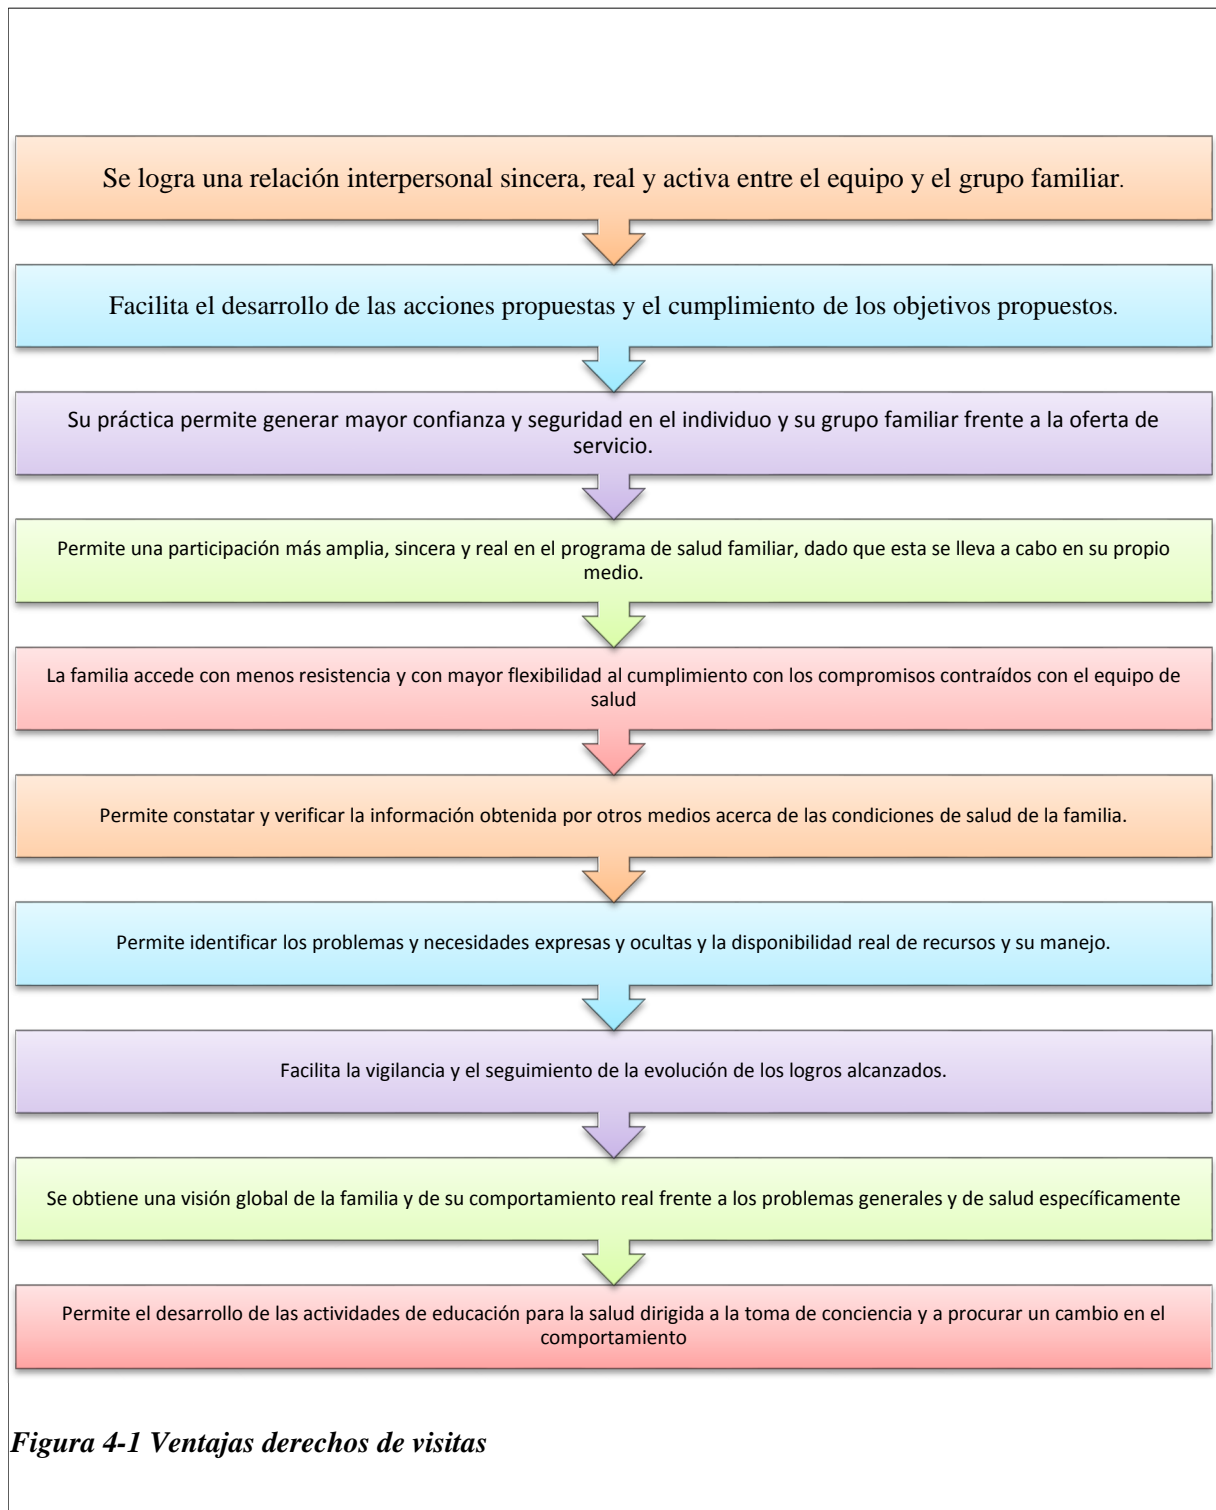 Se logra una relación interpersonal sincera, real y activa entre el equipo y el grupo familiar.
Facilita el desarrollo de las acciones propuestas y el cumplimiento de los objetivos propuestos.
Su práctica permite generar mayor confianza y seguridad en el individuo y su grupo familiar frente a la oferta de
servicio.
Permite una participación más amplia, sincera y real en el programa de salud familiar, dado que esta se lleva a cabo en su propio
medio.
La familia accede con menos resistencia y con mayor flexibilidad al cumplimiento con los compromisos contraídos con el equipo de
salud
Permite constatar y verificar la información obtenida por otros medios acerca de las condiciones de salud de la familia.
Permite identificar los problemas y necesidades expresas y ocultas y la disponibilidad real de recursos y su manejo.
Facilita la vigilancia y el seguimiento de la evolución de los logros alcanzados.
Se obtiene una visión global de la familia y de su comportamiento real frente a los problemas generales y de salud específicamente
Permite el desarrollo de las actividades de educación para la salud dirigida a la toma de conciencia y a procurar un cambio en el
comportamiento
Figura 4-1 Ventajas derechos de visitas